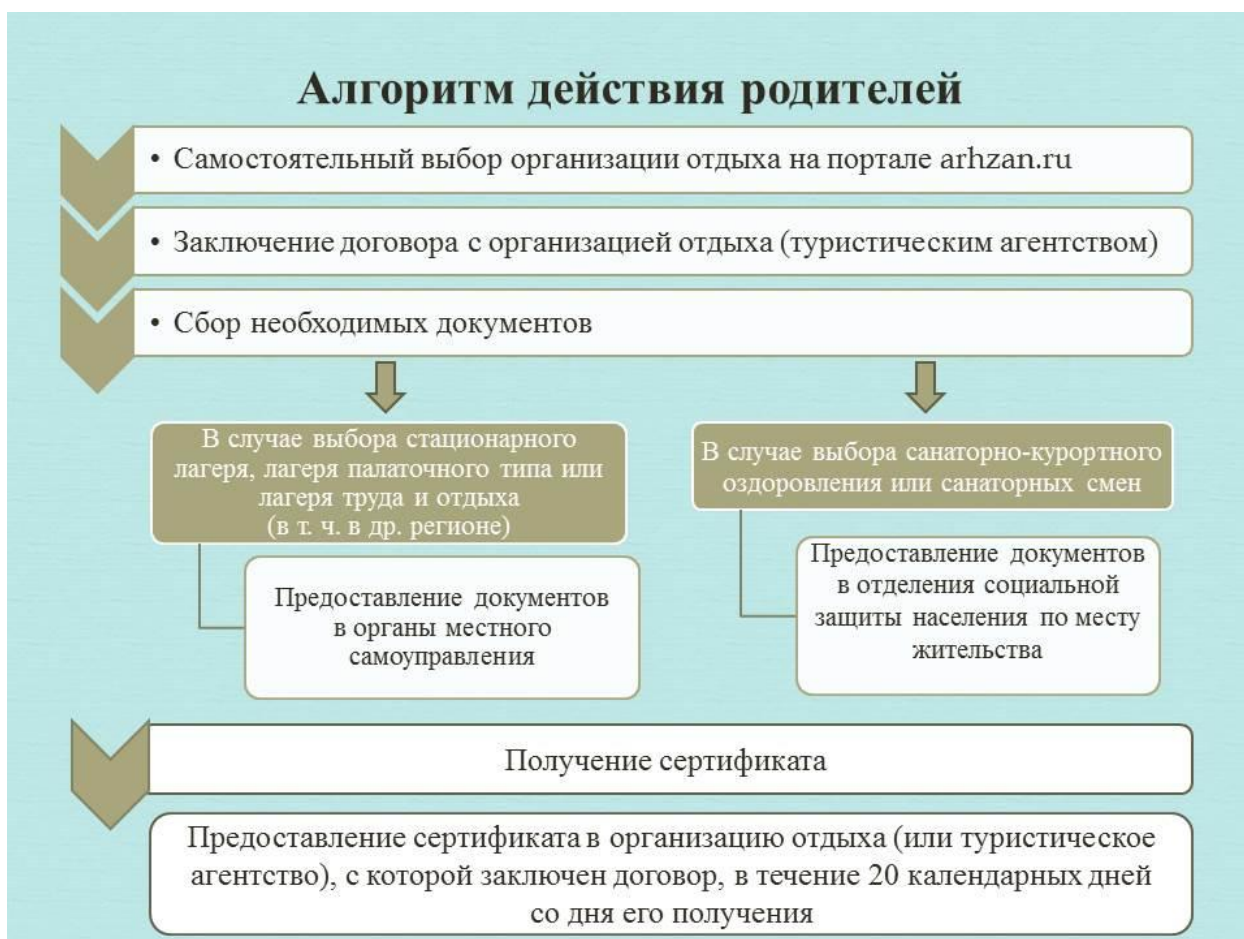 Алгоритм действия родителей
• Самостоятельный выбор организации отдыха на портале arhzan.ru
• Заключение договора с организацией отдыха (туристическим агентством)
• Сбор необходимых документов
В случае выбора стационарного
лагеря, лагеря палаточного типа или
лагеря труда и отдыха
(в т. ч. в др. регионе)
Предоставление документов
в органы местного
самоуправления
В случае выбора санаторно-курортного
оздоровления или санаторных смен
Предоставление документов
в отделения социальной
защиты населения по месту
жительства
Получение сертификата
Предоставление сертификата в организацию отдыха (или туристическое
агентство), с которой заключен договор, в течение 20 календарных дней
со дня его получения